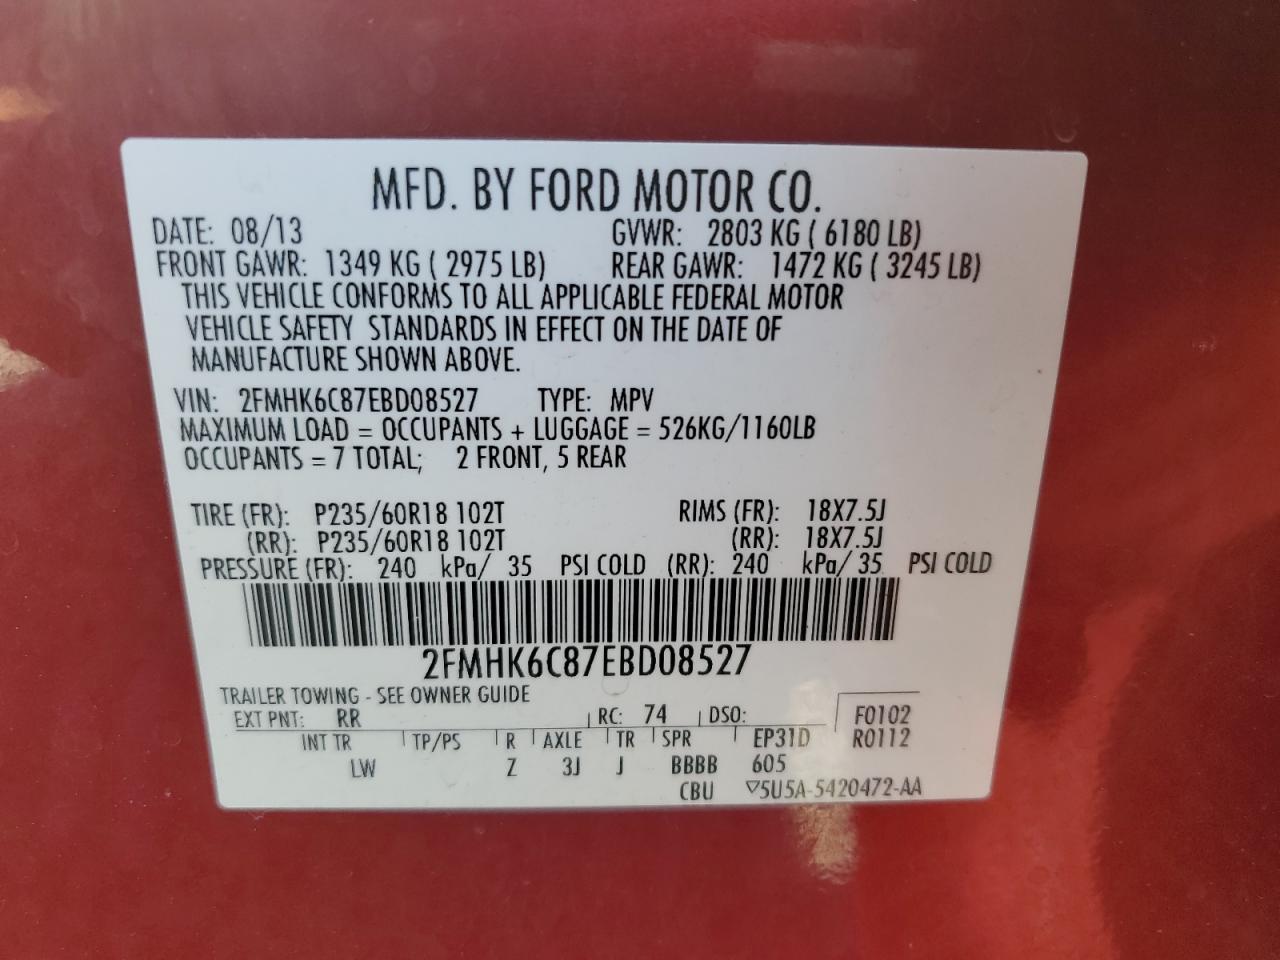 MFD. BY FORD MOTOR CO.
DATE: 08/13 GVWR: 2803 KG ( 6180 LB)
FRONT GAWR: 1349 KG ( 2975 LB) REAR GAWR: 1472 KG ( 3245 LB)
THIS VEHICLE CONFORMS TO ALL APPLICABLE FEDERAL MOTOR
VEHICLE SAFETY STANDARDS IN EFFECT ON THE DATE OF
MANUFACTURE SHOWN ABOVE.
VIN: 2FMHK6C87EBD08527 TYPE: MPV
MAXIMUM LOAD = OCCUPANTS + LUGGAGE = 526KG/1160LB
OCCUPANTS = 7 TOTAL; 2 FRONT, 5 REAR
TIRE (FR): P235/60R18 102T RIMS (FR): 18X7.5J
(RR): P235/60R18 102T (RR): 18X7.5J
PRESSURE (FR): 240 kPa/ 35 PSI COLD (RR): 240 kPa/ 35 PSI COLD
2FMHK6C87EBD08527
TRAILER TOWING - SEE OWNER GUIDE
EXT PNT: RR RC: 74 DSO: F0102
INT TR TP/PS R AXLE TR SPR EP31D R0112
LW Z 3J J BBBB 605
CBU ▽5U5A-5420472-AA